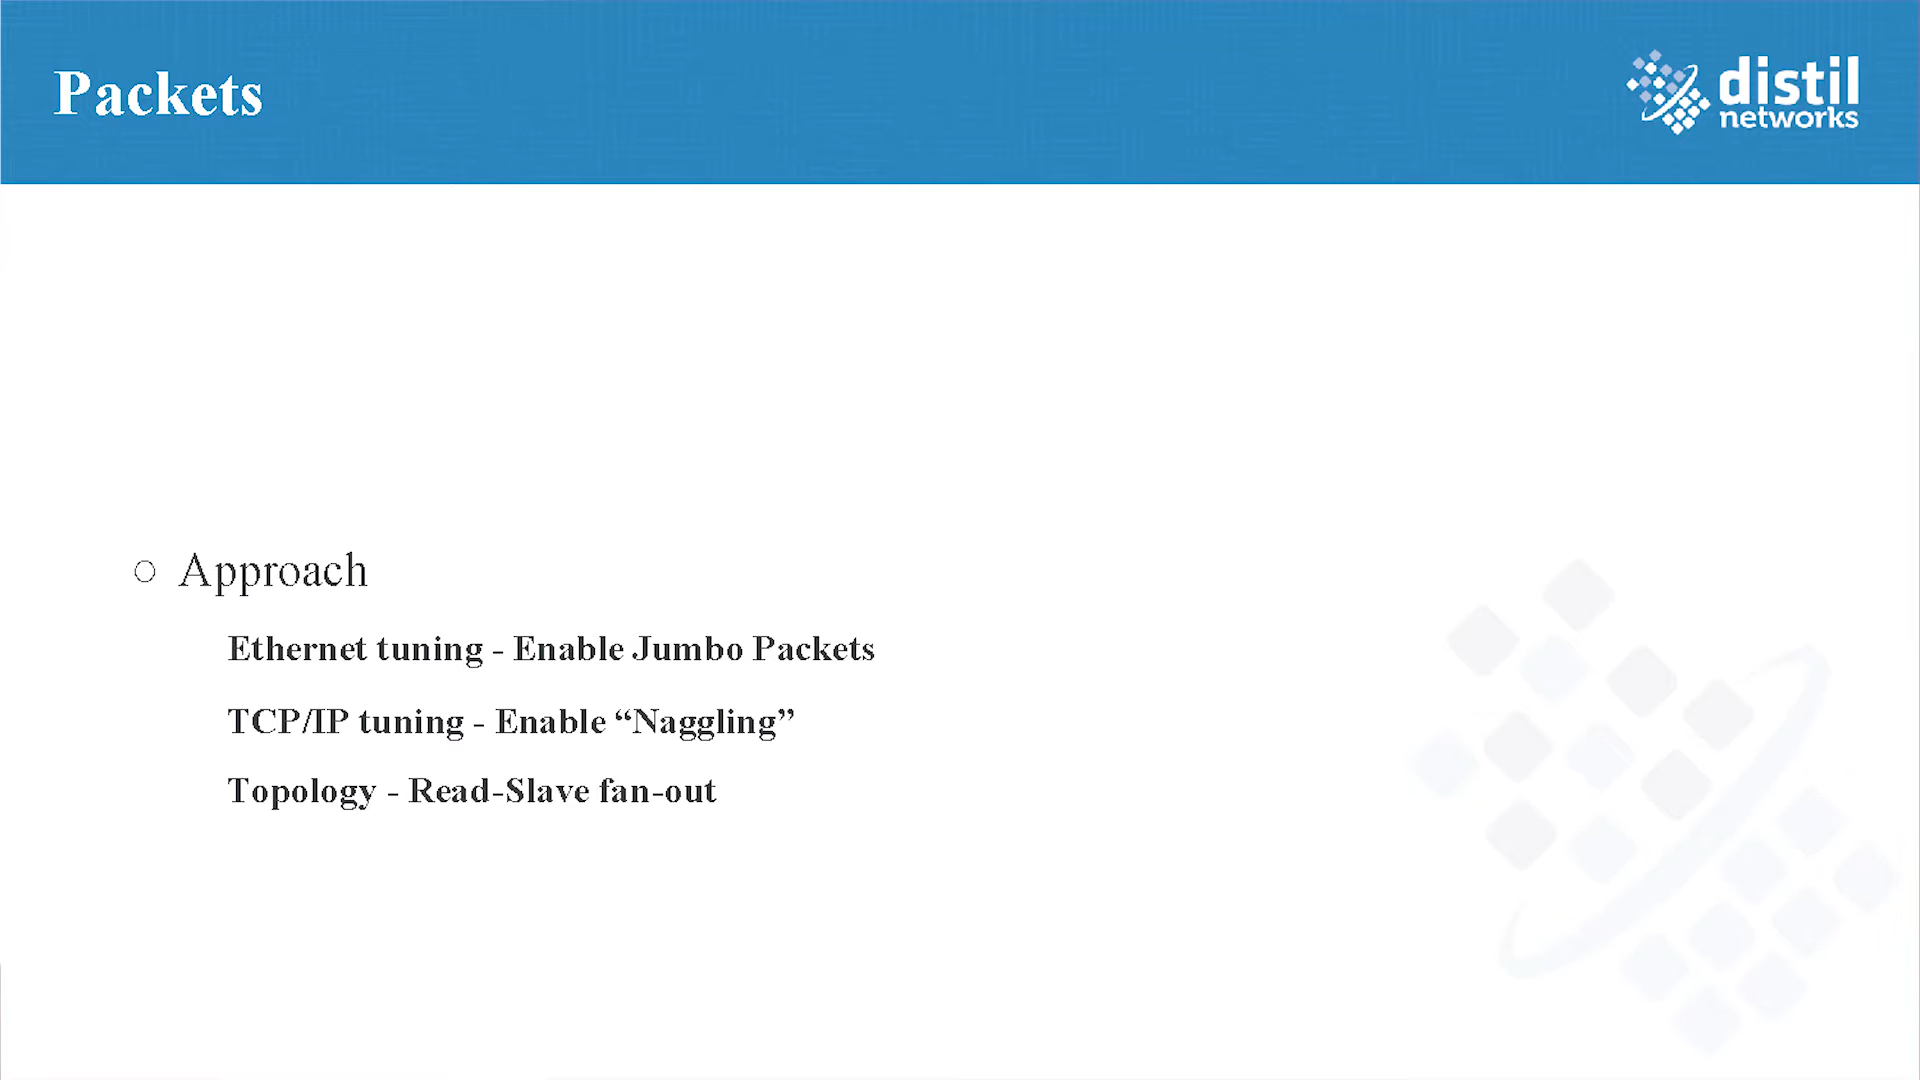 Packets
distil
networks
○ Approach
Ethernet tuning - Enable Jumbo Packets
TCP/IP tuning - Enable “Naggling”
Topology - Read-Slave fan-out